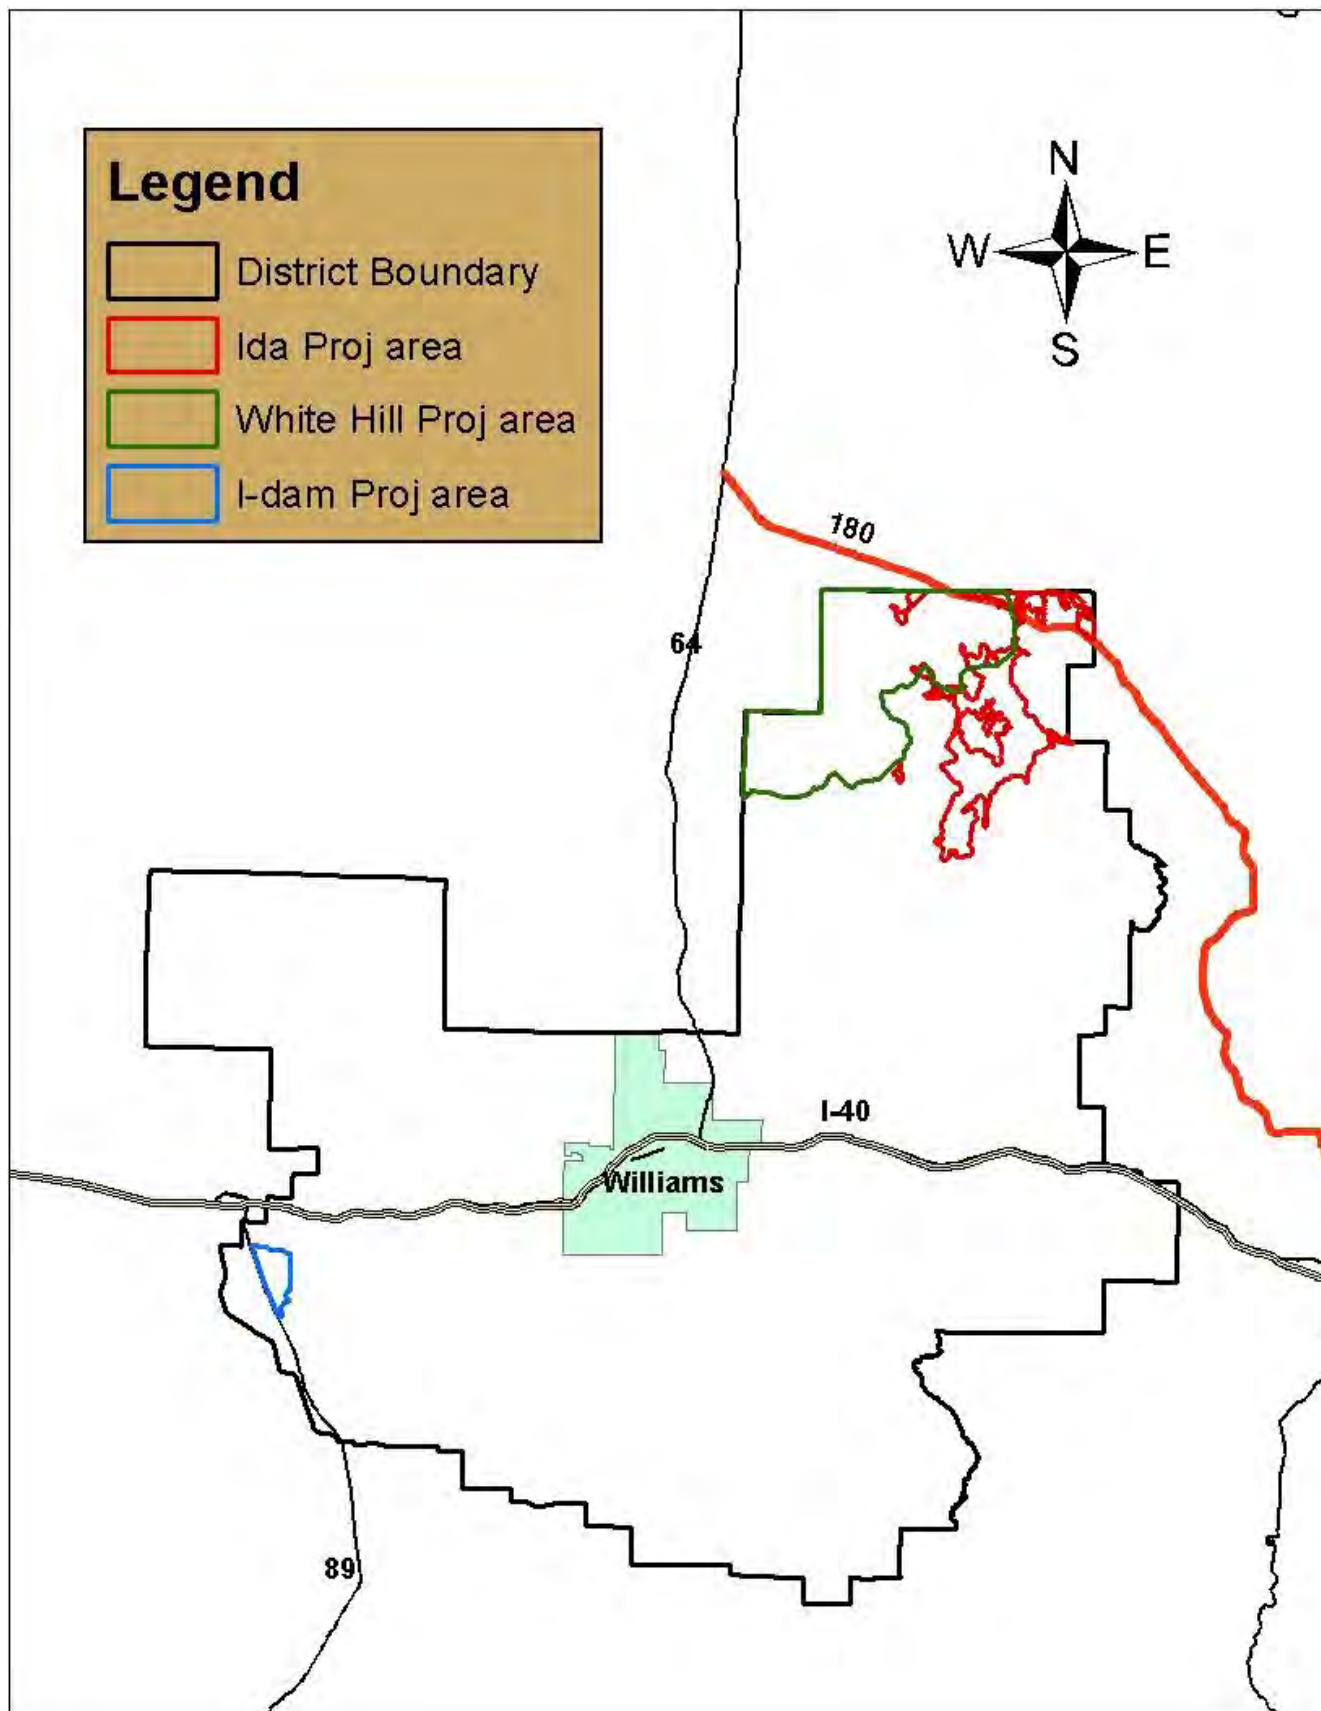 Legend
District Boundary
Ida Proj area
White Hill Proj area
I-dam Proj area
N
W E
S
180
64
I-40
Williams
89